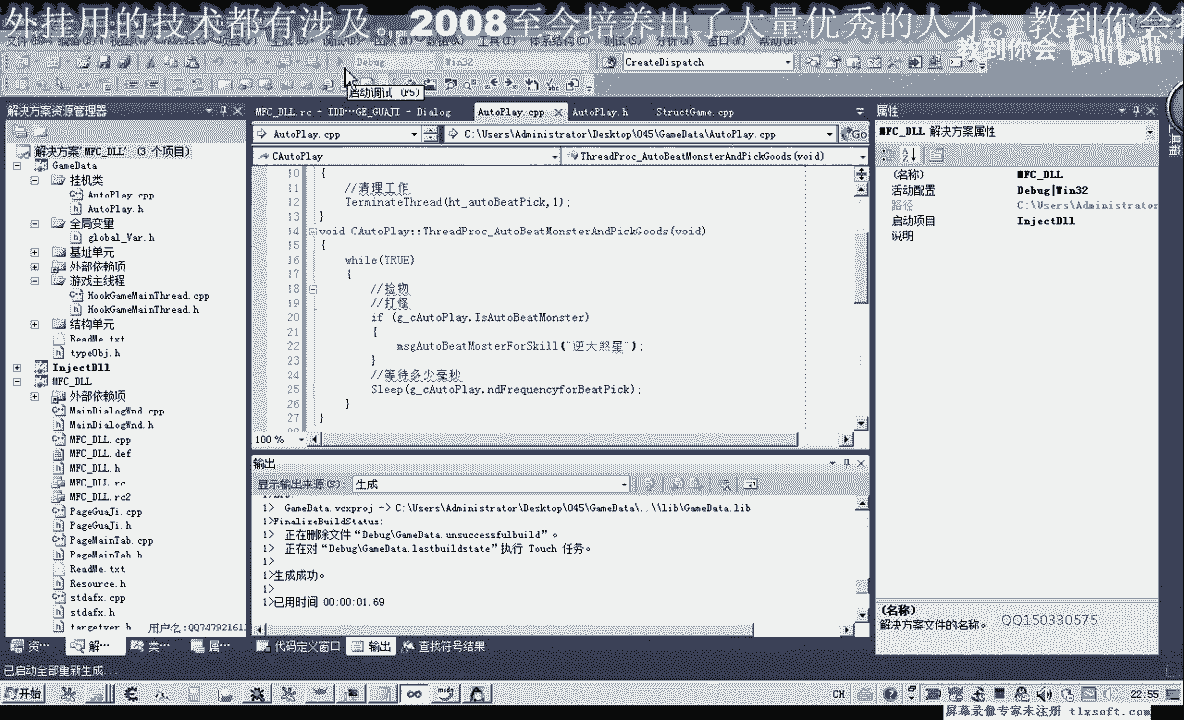 外挂用的技术都有涉及。 2008至今培养出了大量优秀的人才。教到你会
教到你会 bilibili
Debug Win32 CreateDispatch
启动调试 (F5)
解决方案资源管理器
解决方案"MFC_DLL" (3 个项目)
GameData
挂机类
AutoPlay.cpp
AutoPlay.h
全局变量
global_Var.h
基址单元
外部依赖项
游戏主线程
HookGameMainThread.cpp
HookGameMainThread.h
结构单元
ReadMe.txt
typeObj.h
InjectDll
MFC_DLL
外部依赖项
MainDialogWnd.cpp
MainDialogWnd.h
MFC_DLL.cpp
MFC_DLL.def
MFC_DLL.h
MFC_DLL.rc
MFC_DLL.rc2
PageGuaJi.cpp
PageGuaJi.h
PageMainTab.cpp
PageMainTab.h
ReadMe.txt
Resource.h
stdafx.cpp
stdafx.h
targetver.h
用户名:QQ74792161
资… 解… 类… 属…
MFC_DLL.rc - IDD…GE_GUAJI - Dialog AutoPlay.cpp AutoPlay.h StructGame.cpp
AutoPlay.cpp C:\Users\Administrator\Desktop\045\GameData\AutoPlay.cpp Go
CAutoPlay ThreadProc_AutoBeatMonsterAndPickGoods(void)
10 {
11 //清理工作
12 TerminateThread(ht_autoBeatPick,1);
13 }
14 void CAutoPlay::ThreadProc_AutoBeatMonsterAndPickGoods(void)
15 {
16 while(TRUE)
17 {
18 //捡物
19 //打怪
20 if (g_cAutoPlay.IsAutoBeatMonster)
21 {
22 msgAutoBeatMosterForSkill("逆天煞星");
23 }
24 //等待多少毫秒
25 Sleep(g_cAutoPlay.ndFrequencyforBeatPick);
26 }
27 }
100 %
输出
显示输出来源(S): 生成
1> GameData.vcxproj -> C:\Users\Administrator\Desktop\045\GameData\..\\lib\GameData.lib
1>FinalizeBuildStatus:
1> 正在删除文件“Debug\GameData.unsuccessfulbuild”。
1> 正在对“Debug\GameData.lastbuildstate”执行 Touch 任务。
1>
1>生成成功。
1>
1>已用时间 00:00:01.69
代码定义窗口 输出 查找符号结果
属性
MFC_DLL 解决方案属性
(名称) MFC_DLL
活动配置 Debug|Win32
路径 C:\Users\Administrator
启动项目 InjectDll
说明
(名称)
解决方案文件的名称。
QQ150330575
已启动全部重新生成…
开始
CH 22:55
屏幕录像专家未注册 tlxsoft.com